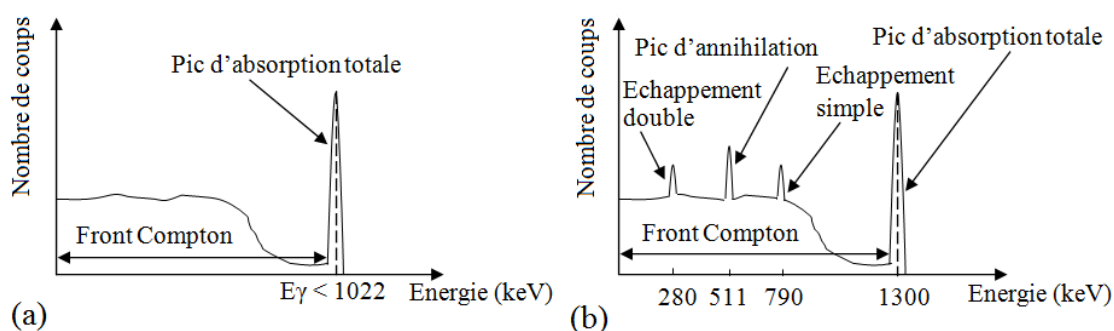 Nombre de coups
Pic d'absorption totale
Front Compton
Eγ < 1022
Energie (keV)
(a)
Nombre de coups
Pic d'annihilation
Pic d'absorption totale
Echappement
double
Echappement
simple
Front Compton
280
511
790
1300
Energie (keV)
(b)